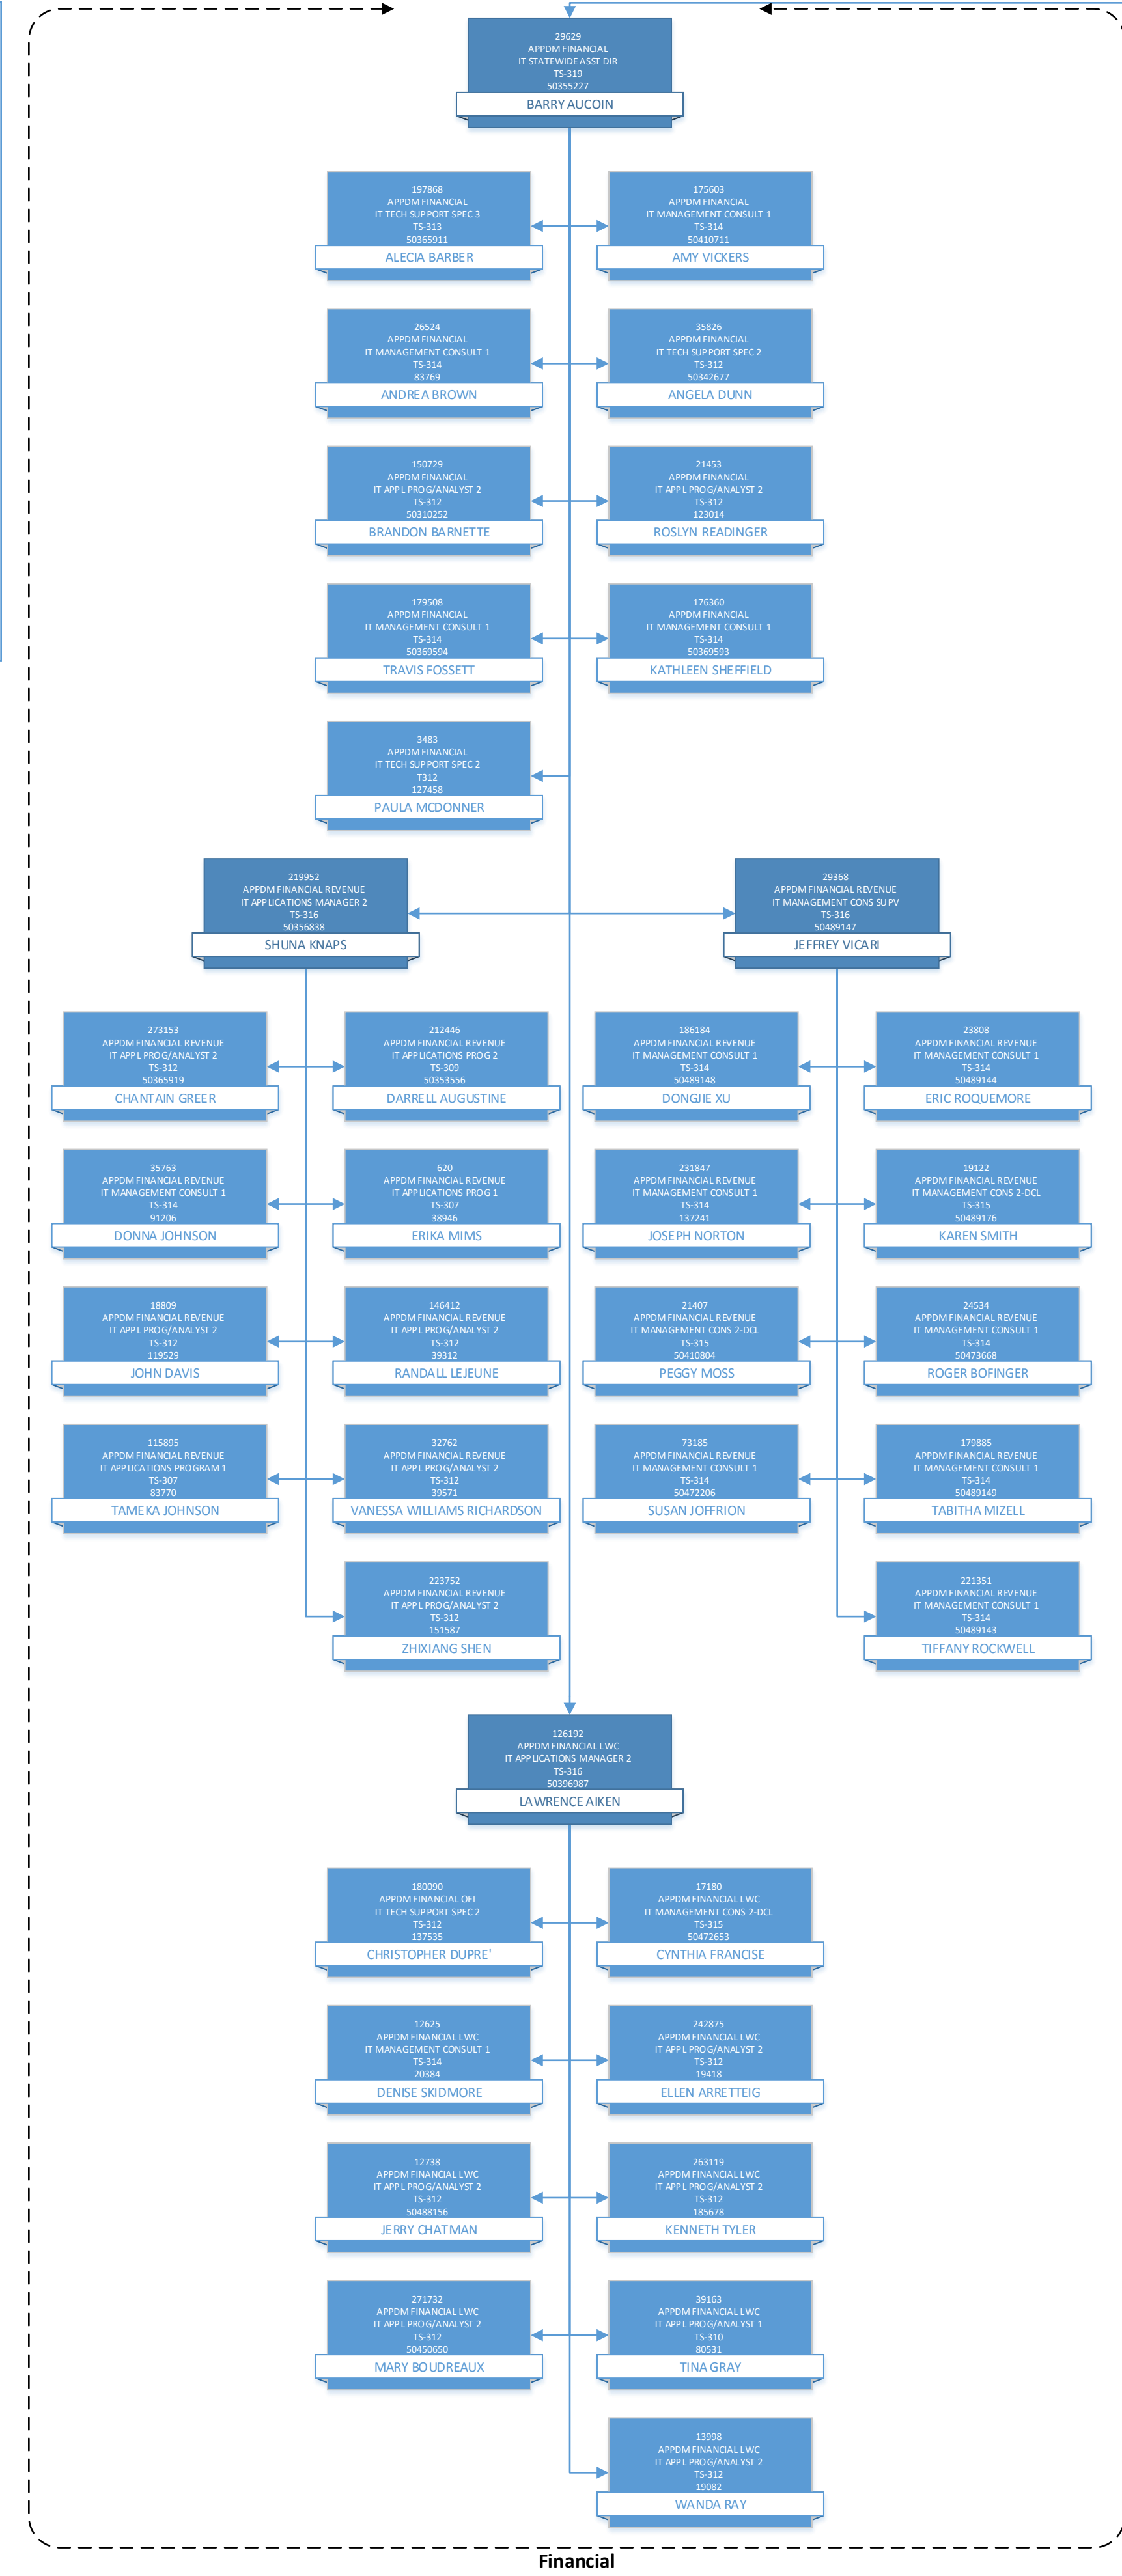 29629
APPDM FINANCIAL
IT STATEWIDE ASST DIR
TS-319
50355227
BARRY AUCOIN
197868
APPDM FINANCIAL
IT TECH SUPPORT SPEC 3
TS-313
50365911
ALECIA BARBER
175603
APPDM FINANCIAL
IT MANAGEMENT CONSULT 1
TS-314
50410711
AMY VICKERS
26524
APPDM FINANCIAL
IT MANAGEMENT CONSULT 1
TS-314
83769
ANDREA BROWN
35826
APPDM FINANCIAL
IT TECH SUPPORT SPEC 2
TS-312
50342677
ANGELA DUNN
150729
APPDM FINANCIAL
IT APPL PROG/ANALYST 2
TS-312
50310252
BRANDON BARNETTE
21453
APPDM FINANCIAL
IT APPL PROG/ANALYST 2
TS-312
123014
ROSLYN READINGER
179508
APPDM FINANCIAL
IT MANAGEMENT CONSULT 1
TS-314
50369594
TRAVIS FOSSETT
176360
APPDM FINANCIAL
IT MANAGEMENT CONSULT 1
TS-314
50369593
KATHLEEN SHEFFIELD
3483
APPDM FINANCIAL
IT TECH SUPPORT SPEC 2
T312
127458
PAULA MCDONNER
219952
APPDM FINANCIAL REVENUE
IT APPLICATIONS MANAGER 2
TS-316
50356838
SHUNA KNAPS
29368
APPDM FINANCIAL REVENUE
IT MANAGEMENT CONS SUPV
TS-316
50489147
JEFFREY VICARI
273153
APPDM FINANCIAL REVENUE
IT APPL PROG/ANALYST 2
TS-312
50365919
CHANTAIN GREER
212446
APPDM FINANCIAL REVENUE
IT APPLICATIONS PROG 2
TS-309
50353556
DARRELL AUGUSTINE
186184
APPDM FINANCIAL REVENUE
IT MANAGEMENT CONSULT 1
TS-314
50489148
DONGJIE XU
23808
APPDM FINANCIAL REVENUE
IT MANAGEMENT CONSULT 1
TS-314
50489144
ERIC ROQUEMORE
35763
APPDM FINANCIAL REVENUE
IT MANAGEMENT CONSULT 1
TS-314
91206
DONNA JOHNSON
620
APPDM FINANCIAL REVENUE
IT APPLICATIONS PROG 1
TS-307
38946
ERIKA MIMS
231847
APPDM FINANCIAL REVENUE
IT MANAGEMENT CONSULT 1
TS-314
137241
JOSEPH NORTON
19122
APPDM FINANCIAL REVENUE
IT MANAGEMENT CONS 2-DCL
TS-315
50489176
KAREN SMITH
18809
APPDM FINANCIAL REVENUE
IT APPL PROG/ANALYST 2
TS-312
119529
JOHN DAVIS
146412
APPDM FINANCIAL REVENUE
IT APPL PROG/ANALYST 2
TS-312
39312
RANDALL LEJEUNE
21407
APPDM FINANCIAL REVENUE
IT MANAGEMENT CONS 2-DCL
TS-315
50410804
PEGGY MOSS
24534
APPDM FINANCIAL REVENUE
IT MANAGEMENT CONSULT 1
TS-314
50473668
ROGER BOFINGER
115895
APPDM FINANCIAL REVENUE
IT APPLICATIONS PROGRAM 1
TS-307
83770
TAMEKA JOHNSON
32762
APPDM FINANCIAL REVENUE
IT APPL PROG/ANALYST 2
TS-312
39571
VANESSA WILLIAMS RICHARDSON
73185
APPDM FINANCIAL REVENUE
IT MANAGEMENT CONSULT 1
TS-314
50472206
SUSAN JOFFRION
179885
APPDM FINANCIAL REVENUE
IT MANAGEMENT CONSULT 1
TS-314
50489149
TABITHA MIZELL
223752
APPDM FINANCIAL REVENUE
IT APPL PROG/ANALYST 2
TS-312
151587
ZHIXIANG SHEN
221351
APPDM FINANCIAL REVENUE
IT MANAGEMENT CONSULT 1
TS-314
50489143
TIFFANY ROCKWELL
126192
APPDM FINANCIAL LWC
IT APPLICATIONS MANAGER 2
TS-316
50396987
LAWRENCE AIKEN
180090
APPDM FINANCIAL OFI
IT TECH SUPPORT SPEC 2
TS-312
137535
CHRISTOPHER DUPRE'
17180
APPDM FINANCIAL LWC
IT MANAGEMENT CONS 2-DCL
TS-315
50472653
CYNTHIA FRANCISE
12625
APPDM FINANCIAL LWC
IT MANAGEMENT CONSULT 1
TS-314
20384
DENISE SKIDMORE
242875
APPDM FINANCIAL LWC
IT APPL PROG/ANALYST 2
TS-312
19418
ELLEN ARRETTEIG
12738
APPDM FINANCIAL LWC
IT APPL PROG/ANALYST 2
TS-312
50488156
JERRY CHATMAN
263119
APPDM FINANCIAL LWC
IT APPL PROG/ANALYST 2
TS-312
185678
KENNETH TYLER
271732
APPDM FINANCIAL LWC
IT APPL PROG/ANALYST 2
TS-312
50450650
MARY BOUDREAUX
39163
APPDM FINANCIAL LWC
IT APPL PROG/ANALYST 1
TS-310
80531
TINA GRAY
13998
APPDM FINANCIAL LWC
IT APPL PROG/ANALYST 2
TS-312
19082
WANDA RAY
Financial